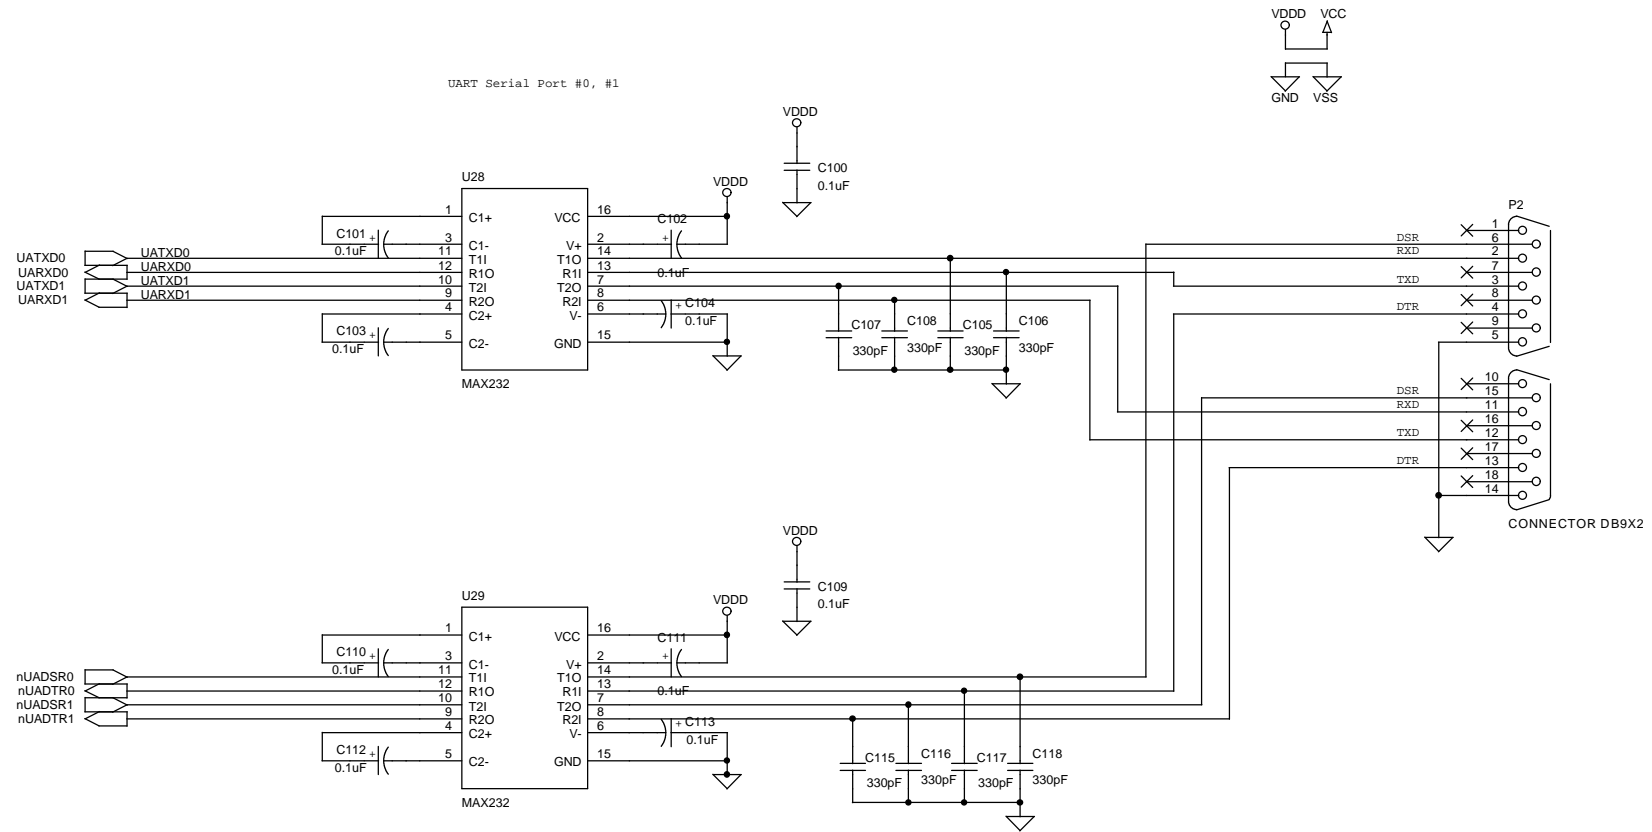 VDDD VCC
GND VSS
UART Serial Port #0, #1
VDDD
C100
0.1uF
U28
VDDD
1 C1+ VCC 16
C101 + 0.1uF
3 C1- V+ 2
C102 + 0.1uF
UATXD0 UATXD0 11 T1I T1O 14
UARXD0 UARXD0 12 R1O R1I 13
UATXD1 UATXD1 10 T2I T2O 7
UARXD1 UARXD1 9 R2O R2I 8
4 C2+ V- 6
C104 + 0.1uF
C103 + 0.1uF
5 C2- GND 15
MAX232
C107 330pF
C108 330pF
C105 330pF
C106 330pF
P2
1
DSR 6
RXD 2
7
TXD 3
8
DTR 4
9
5
10
DSR 15
RXD 11
16
TXD 12
17
DTR 13
18
14
CONNECTOR DB9X2
VDDD
C109
0.1uF
U29
VDDD
1 C1+ VCC 16
C110 + 0.1uF
3 C1- V+ 2
C111 + 0.1uF
nUADSR0 11 T1I T1O 14
nUADTR0 12 R1O R1I 13
nUADSR1 10 T2I T2O 7
nUADTR1 9 R2O R2I 8
4 C2+ V- 6
C113 + 0.1uF
C112 + 0.1uF
5 C2- GND 15
MAX232
C115 330pF
C116 330pF
C117 330pF
C118 330pF